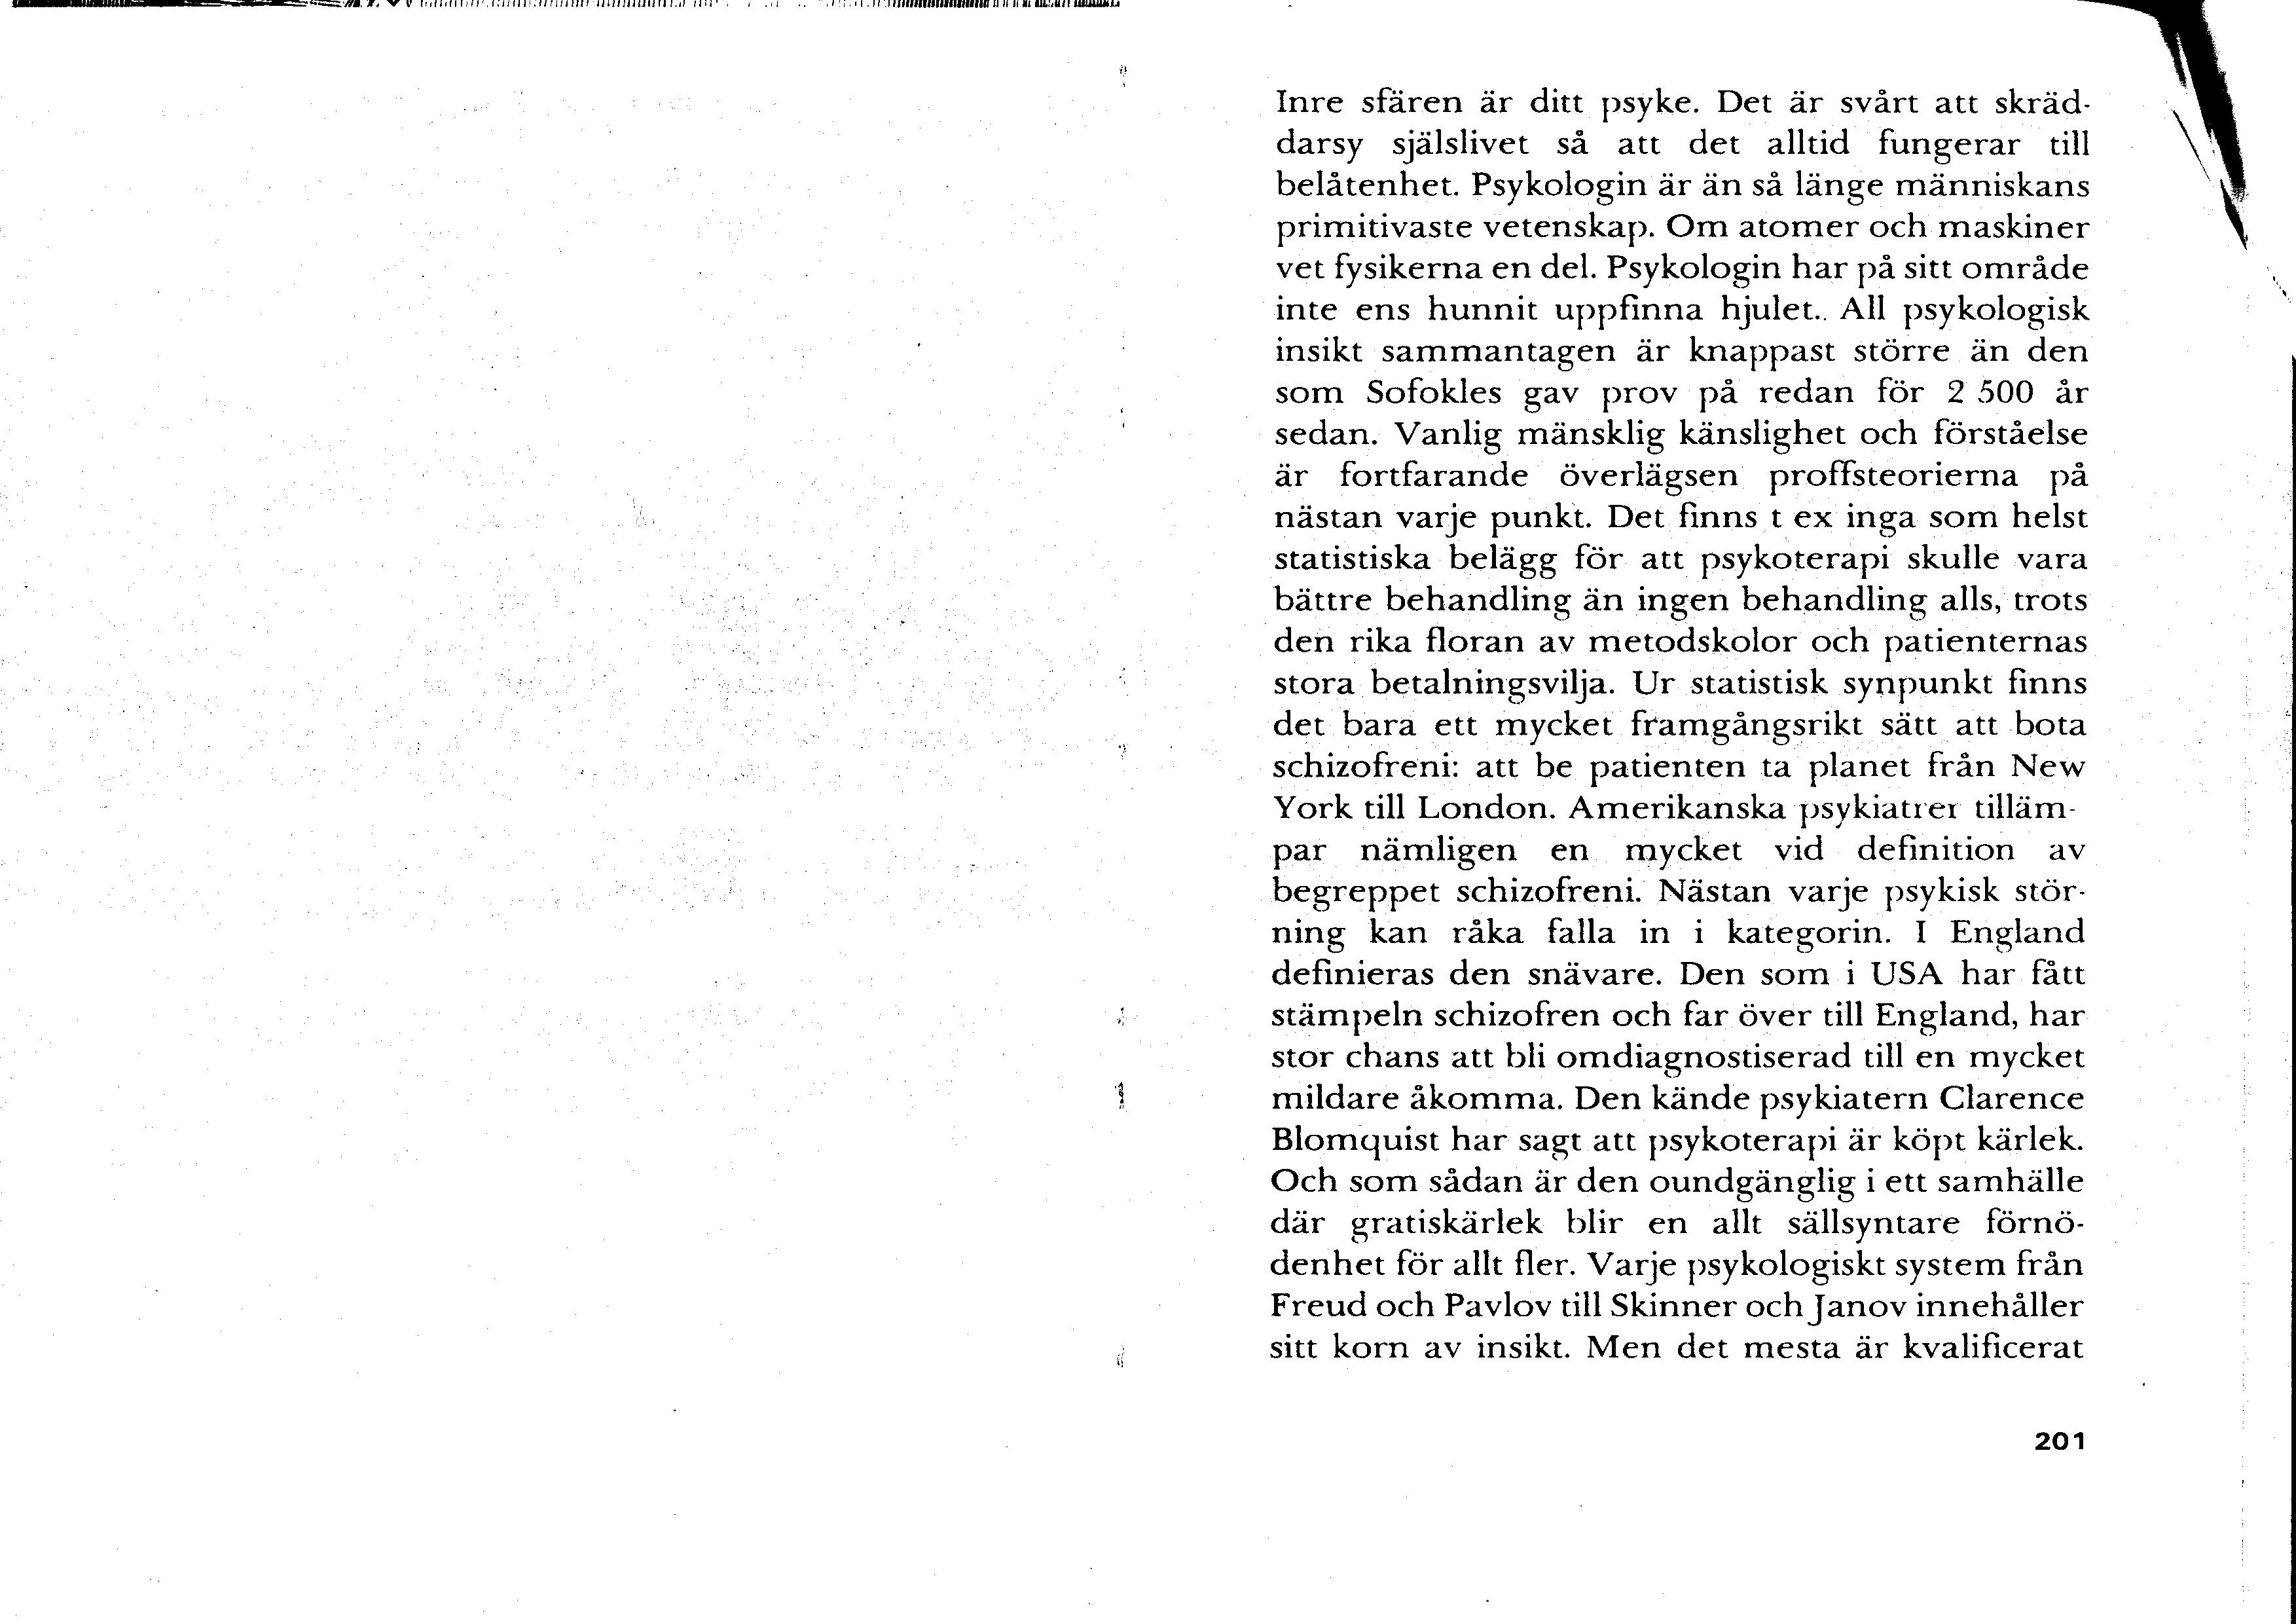 Inre sfären är ditt psyke. Det är svårt att skräd-
darsy själslivet så att det alltid fungerar till
belåtenhet. Psykologin är än så länge människans
primitivaste vetenskap. Om atomer och maskiner
vet fysikerna en del. Psykologin har på sitt område
inte ens hunnit uppfinna hjulet.. All psykologisk
insikt sammantagen är knappast större än den
som Sofokles gav prov på redan för 2 500 år
sedan. Vanlig mänsklig känslighet och förståelse
är fortfarande överlägsen proffsteorierna på
nästan varje punkt. Det finns t ex inga som helst
statistiska belägg för att psykoterapi skulle vara
bättre behandling än ingen behandling alls, trots
den rika floran av metodskolor och patienternas
stora betalningsvilja. Ur statistisk synpunkt finns
det bara ett mycket framgångsrikt sätt att bota
schizofreni: att be patienten ta planet från New
York till London. Amerikanska psykiatrer tilläm-
par nämligen en mycket vid definition av
begreppet schizofreni. Nästan varje psykisk stör-
ning kan råka falla in i kategorin. I England
definieras den snävare. Den som i USA har fått
stämpeln schizofren och far över till England, har
stor chans att bli omdiagnostiserad till en mycket
mildare åkomma. Den kände psykiatern Clarence
Blomquist har sagt att psykoterapi är köpt kärlek.
Och som sådan är den oundgänglig i ett samhälle
där gratiskärlek blir en allt sällsyntare förnö-
denhet för allt fler. Varje psykologiskt system från
Freud och Pavlov till Skinner och Janov innehåller
sitt korn av insikt. Men det mesta är kvalificerat
201